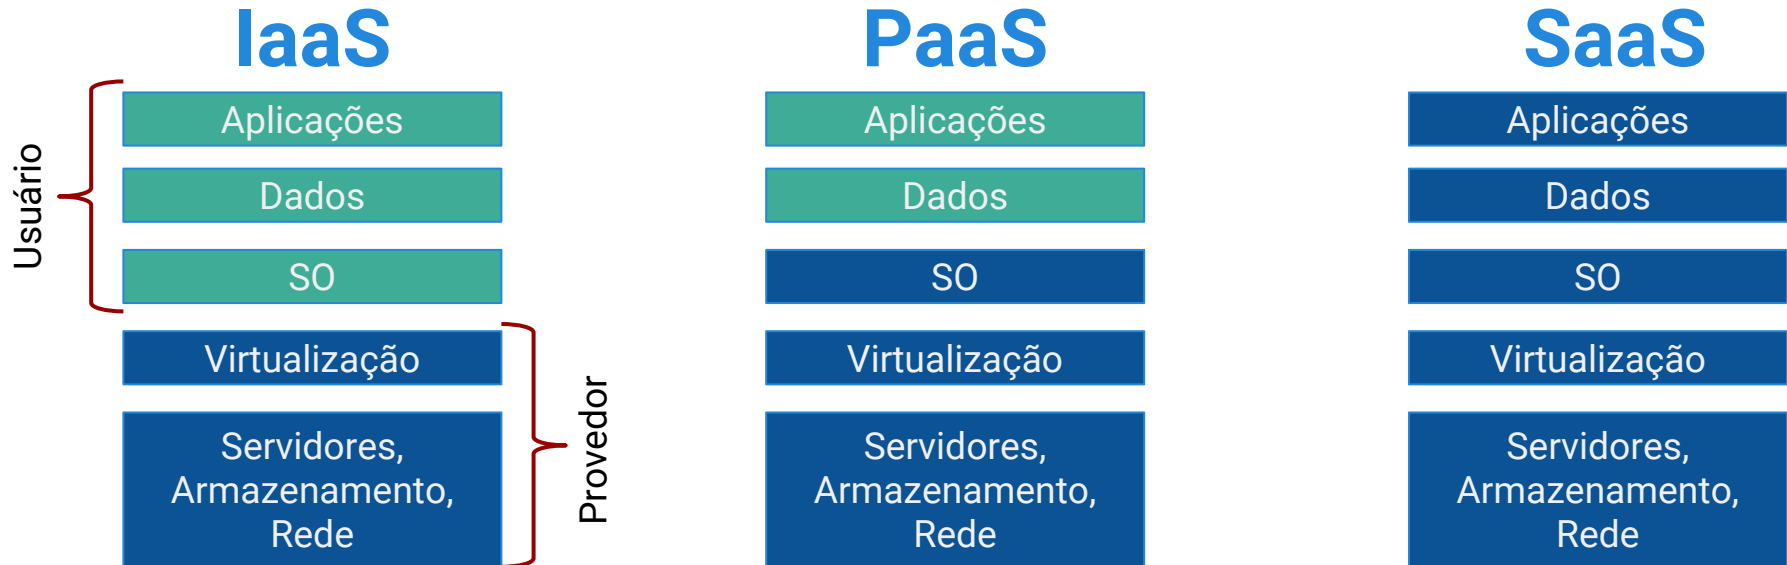 IaaS
PaaS
SaaS
Usuário
Aplicações
Dados
SO
Virtualização
Servidores,
Armazenamento,
Rede
Provedor
Aplicações
Dados
SO
Virtualização
Servidores,
Armazenamento,
Rede
Aplicações
Dados
SO
Virtualização
Servidores,
Armazenamento,
Rede